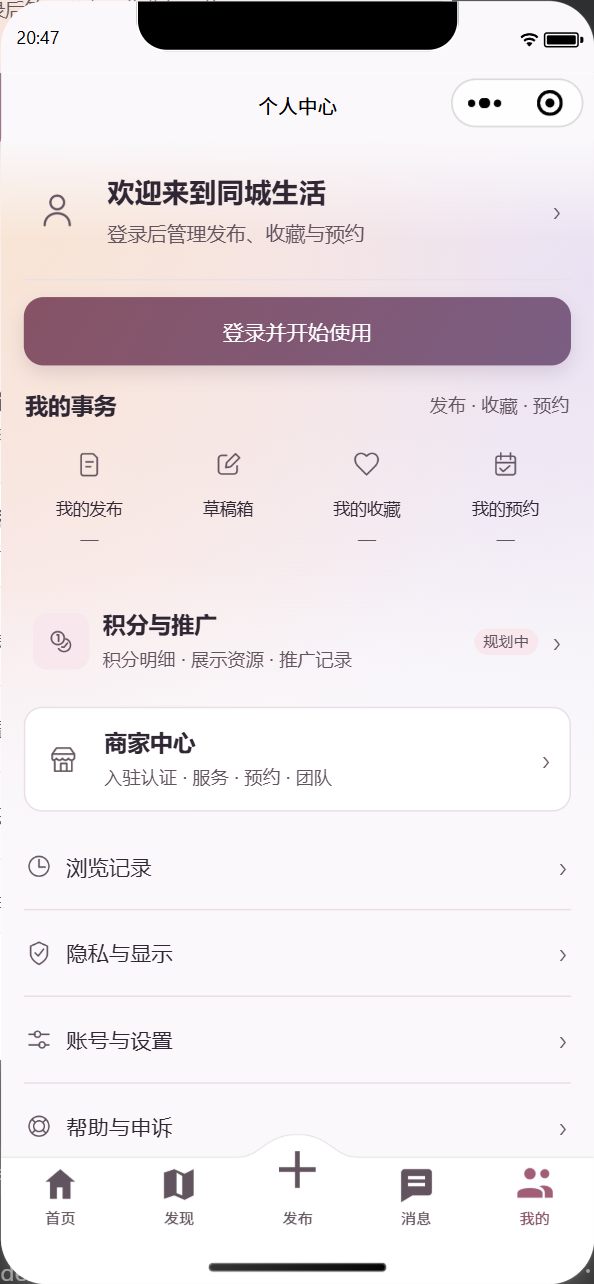 20:47
个人中心
欢迎来到同城生活
登录后管理发布、收藏与预约
登录并开始使用
我的事务
发布 · 收藏 · 预约
我的发布
草稿箱
我的收藏
我的预约
—
—
—
积分与推广
积分明细 · 展示资源 · 推广记录
规划中
商家中心
入驻认证 · 服务 · 预约 · 团队
浏览记录
隐私与显示
账号与设置
帮助与申诉
首页
发现
发布
消息
我的